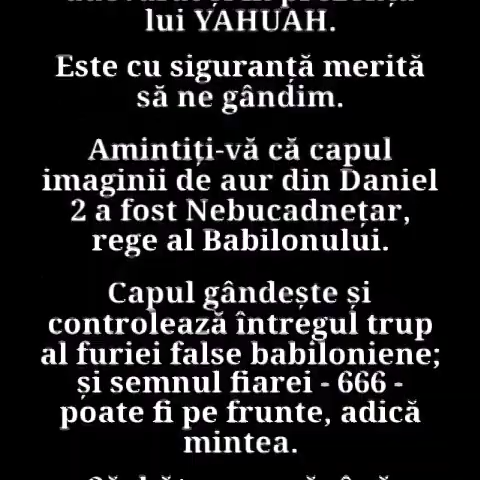 lui YAHUAH.
Este cu siguranță merită
să ne gândim.
Amintiți-vă că capul
imaginii de aur din Daniel
2 a fost Nebucadnețar,
rege al Babilonului.
Capul gândește și
controlează întregul trup
al furiei false babiloniene;
și semnul fiarei - 666 -
poate fi pe frunte, adică
mintea.